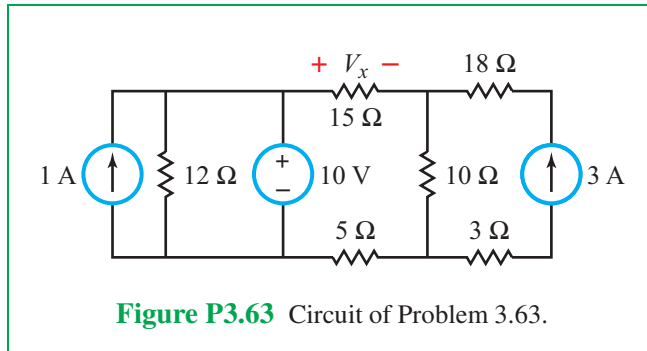 + Vx − 18 Ω
15 Ω
1 A 12 Ω + − 10 V 10 Ω 3 A
5 Ω 3 Ω
Figure P3.63 Circuit of Problem 3.63.